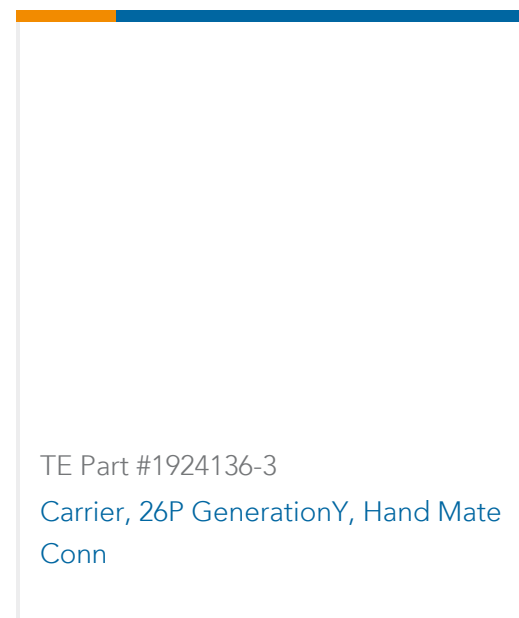 TE Part #1924136-3
Carrier, 26P GenerationY, Hand Mate
Conn